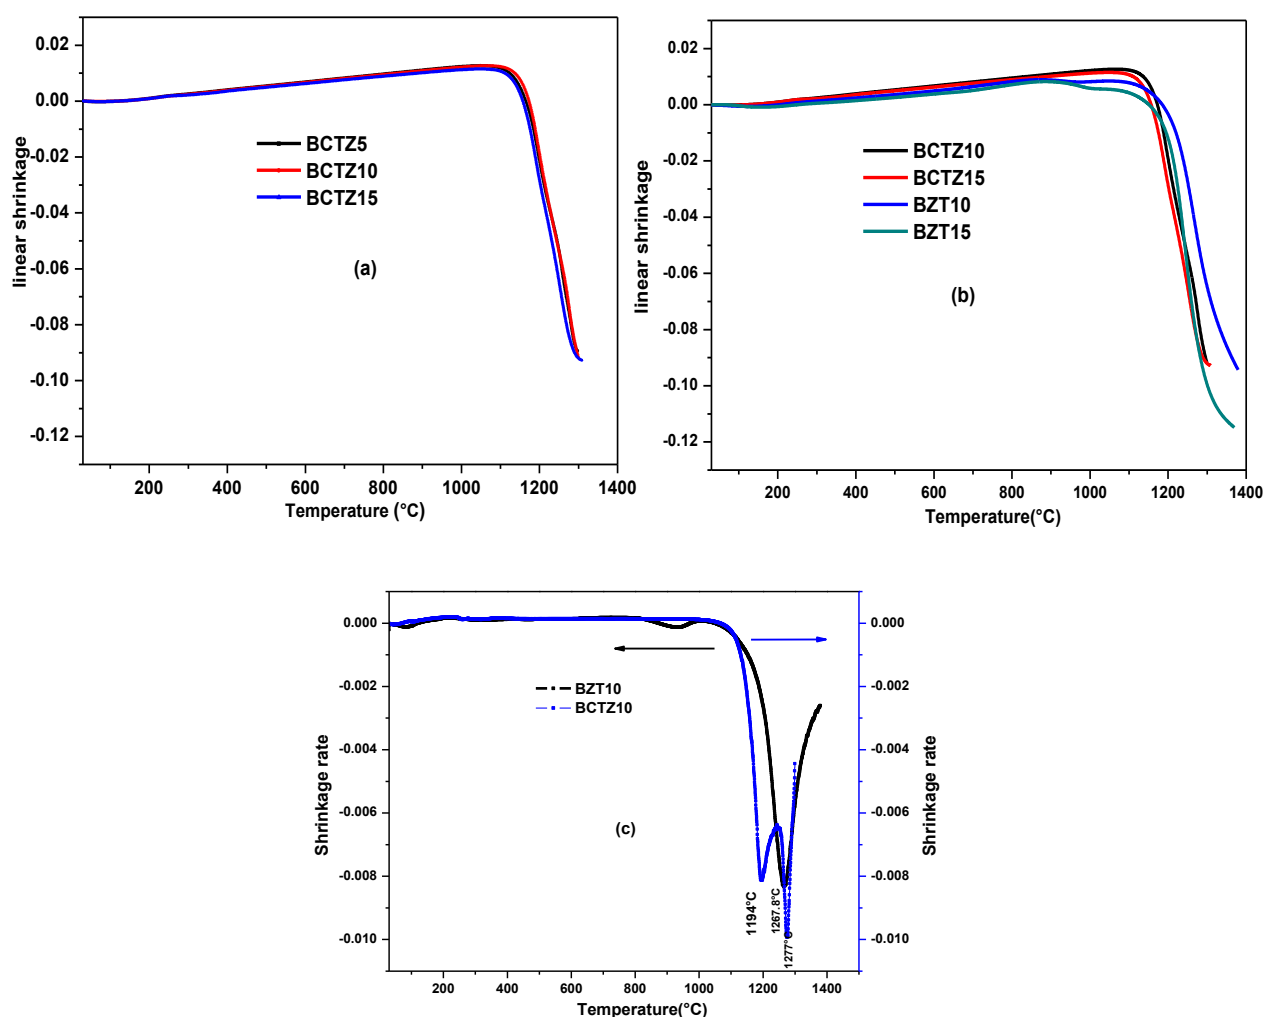 0.02
0.00
-0.02
-0.04
-0.06
-0.08
-0.10
-0.12
linear shrinkage
BCTZ5
BCTZ10
BCTZ15
(a)
200 400 600 800 1000 1200 1400
Temperature (°C)
0.02
0.00
-0.02
-0.04
-0.06
-0.08
-0.10
-0.12
linear shrinkage
BCTZ10
BCTZ15
BZT10
BZT15
(b)
200 400 600 800 1000 1200 1400
Temperature(°C)
0.000
-0.002
-0.004
-0.006
-0.008
-0.010
Shrinkage rate
BZT10
BCTZ10
(c)
1194°C
1267.8°C
1277°C
0.000
-0.002
-0.004
-0.006
-0.008
-0.010
Shrinkage rate
200 400 600 800 1000 1200 1400
Temperature(°C)